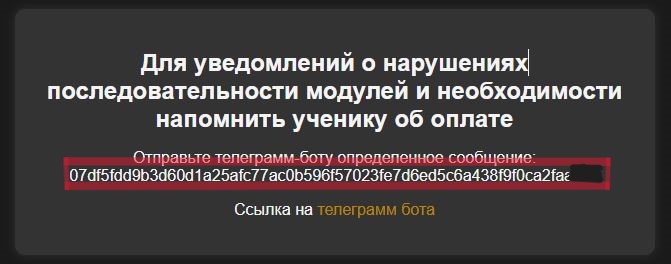 Для уведомлений о нарушениях
последовательности модулей и необходимости
напомнить ученику об оплате
Отправьте телеграмм-боту определенное сообщение:
07df5fdd9b3d60d1a25afc77ac0b596f57023fe7d6ed5c6a438f9f0ca2faa
Ссылка на телеграмм бота